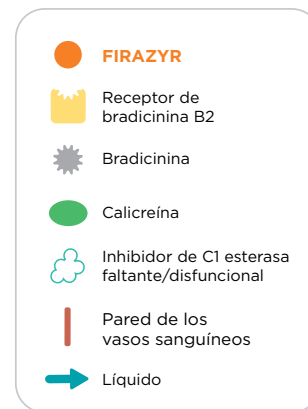 FIRAZYR
Receptor de
bradicinina B2
Bradicinina
Calicreína
Inhibidor de C1 esterasa
faltante/disfuncional
Pared de los
vasos sanguíneos
Líquido